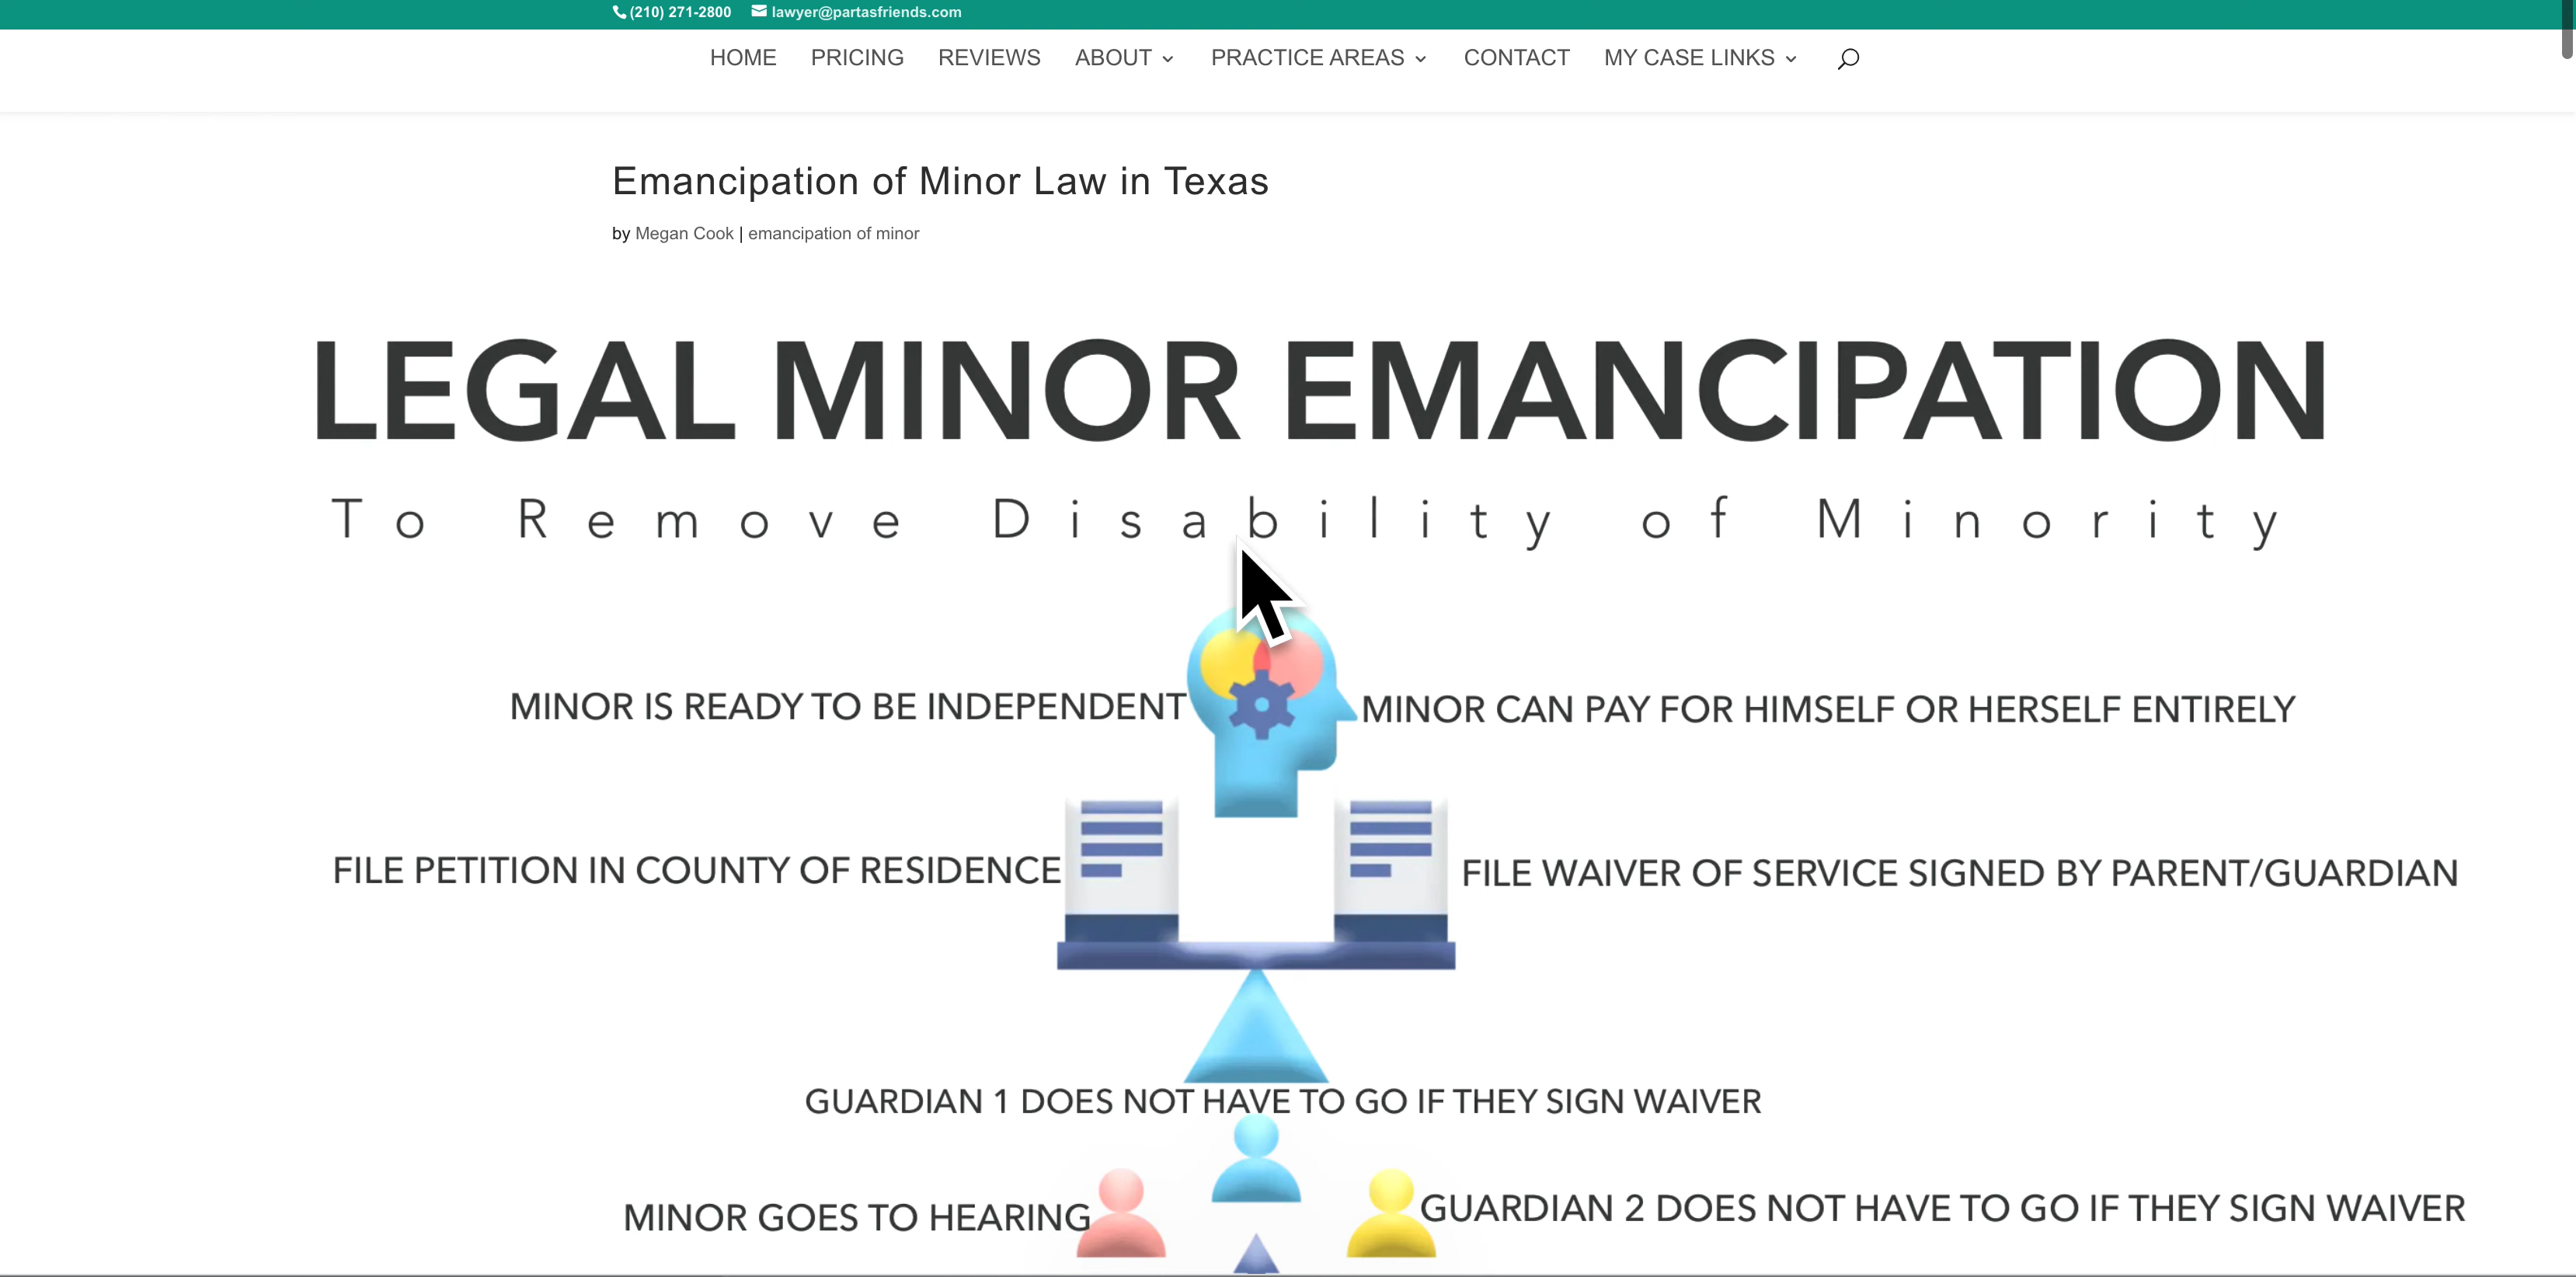 (210) 271-2800 lawyer@partasfriends.com
HOME PRICING REVIEWS ABOUT PRACTICE AREAS CONTACT MY CASE LINKS
Emancipation of Minor Law in Texas
by Megan Cook | emancipation of minor
LEGAL MINOR EMANCIPATION
To Remove Disability of Minority
MINOR IS READY TO BE INDEPENDENT
MINOR CAN PAY FOR HIMSELF OR HERSELF ENTIRELY
FILE PETITION IN COUNTY OF RESIDENCE
FILE WAIVER OF SERVICE SIGNED BY PARENT/GUARDIAN
GUARDIAN 1 DOES NOT HAVE TO GO IF THEY SIGN WAIVER
MINOR GOES TO HEARING
GUARDIAN 2 DOES NOT HAVE TO GO IF THEY SIGN WAIVER